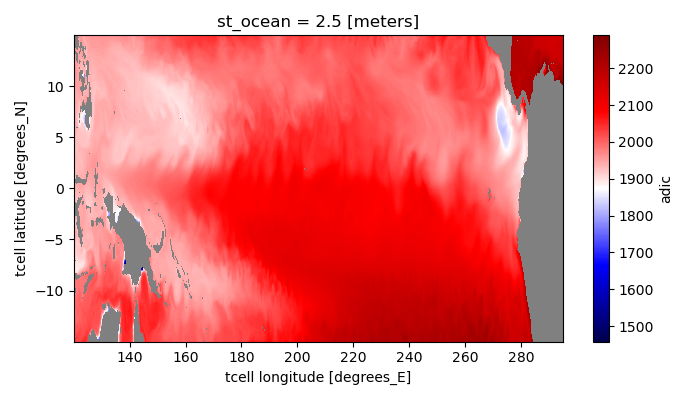 st_ocean = 2.5 [meters]
10
5
0
−5
−10
tcell latitude [degrees_N]
140 160 180 200 220 240 260 280
tcell longitude [degrees_E]
2200
2100
2000
1900
1800
1700
1600
1500
adic